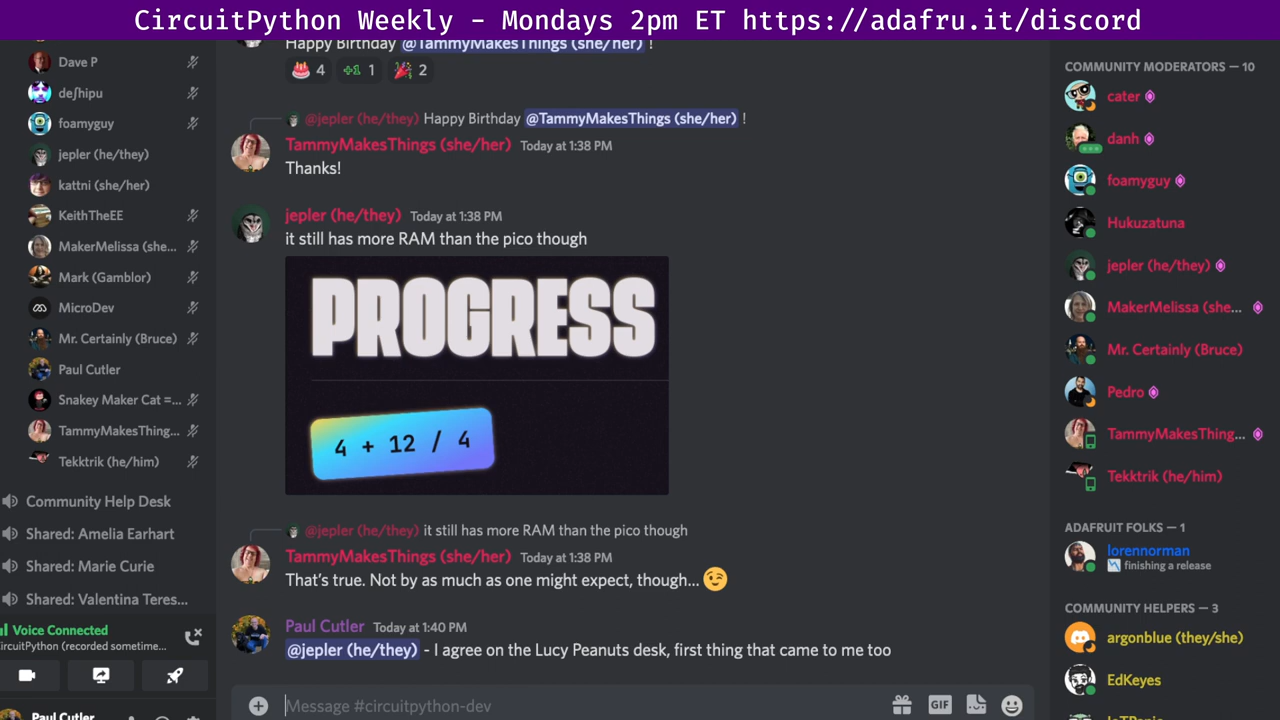 CircuitPython Weekly - Mondays 2pm ET https://adafru.it/discord
Dave P
de∫hipu
foamyguy
jepler (he/they)
kattni (she/her)
KeithTheEE
MakerMelissa (she...
Mark (Gamblor)
MicroDev
Mr. Certainly (Bruce)
Paul Cutler
Snakey Maker Cat =...
TammyMakesThing...
Tekktrik (he/him)
Community Help Desk
Shared: Amelia Earhart
Shared: Marie Curie
Shared: Valentina Teres...
Voice Connected
CircuitPython (recorded sometime...
Paul Cutler
Happy Birthday @TammyMakesThings (she/her) !
4 +1 1 2
@jepler (he/they) Happy Birthday @TammyMakesThings (she/her) !
TammyMakesThings (she/her) Today at 1:38 PM
Thanks!
jepler (he/they) Today at 1:38 PM
it still has more RAM than the pico though
PROGRESS
4 + 12 / 4
@jepler (he/they) it still has more RAM than the pico though
TammyMakesThings (she/her) Today at 1:38 PM
That's true. Not by as much as one might expect, though... 😉
Paul Cutler Today at 1:40 PM
@jepler (he/they) - I agree on the Lucy Peanuts desk, first thing that came to me too
Message #circuitpython-dev
GIF
COMMUNITY MODERATORS — 10
cater
danh
foamyguy
Hukuzatuna
jepler (he/they)
MakerMelissa (she...
Mr. Certainly (Bruce)
Pedro
TammyMakesThing...
Tekktrik (he/him)
ADAFRUIT FOLKS — 1
lorennorman
finishing a release
COMMUNITY HELPERS — 3
argonblue (they/she)
EdKeyes